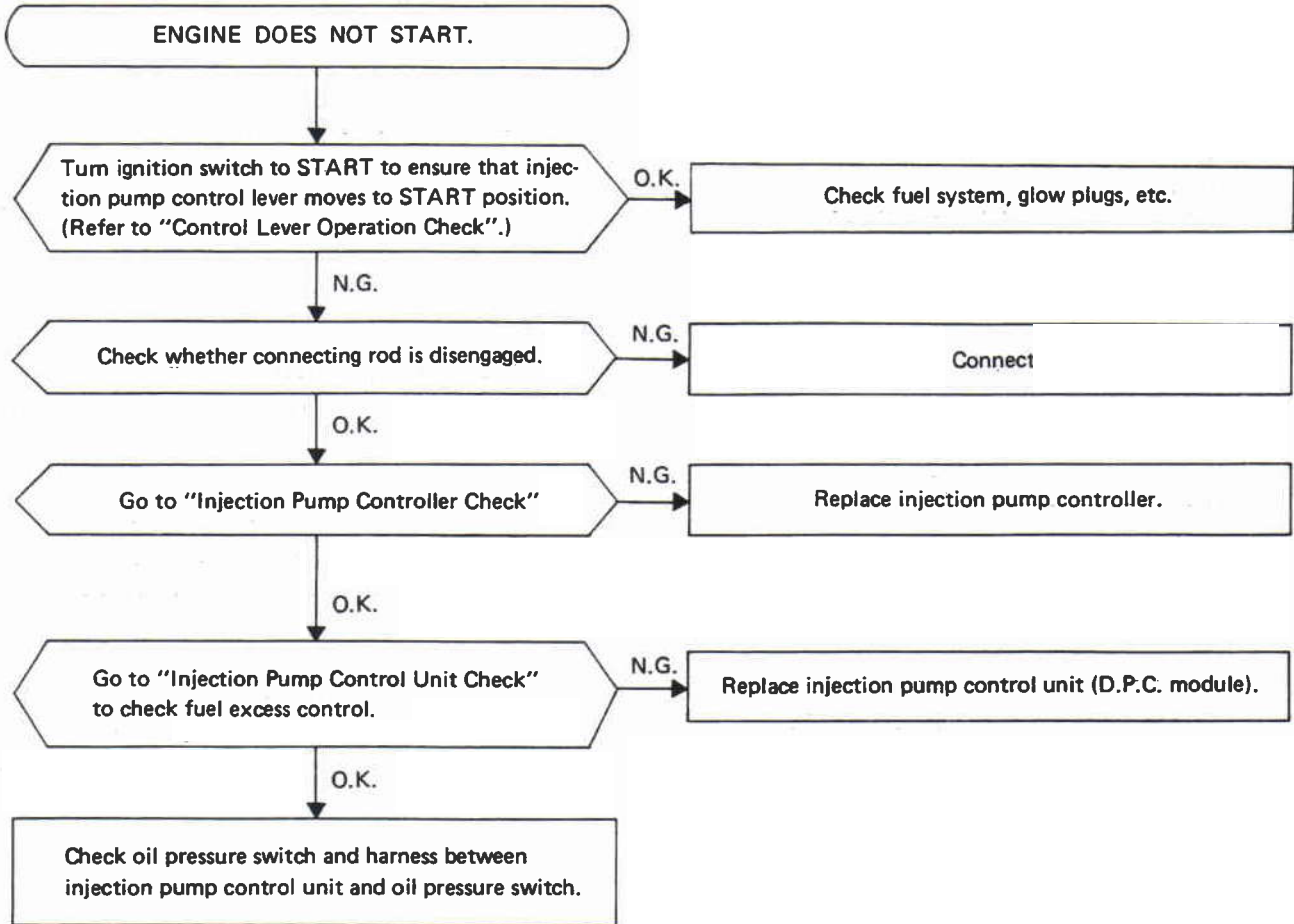 ENGINE DOES NOT START.
Turn ignition switch to START to ensure that injec-
tion pump control lever moves to START position.
(Refer to "Control Lever Operation Check".)
O.K.
Check fuel system, glow plugs, etc.
N.G.
Check whether connecting rod is disengaged.
N.G.
Connect
O.K.
Go to "Injection Pump Controller Check"
N.G.
Replace injection pump controller.
O.K.
Go to "Injection Pump Control Unit Check"
to check fuel excess control.
N.G.
Replace injection pump control unit (D.P.C. module).
O.K.
Check oil pressure switch and harness between
injection pump control unit and oil pressure switch.